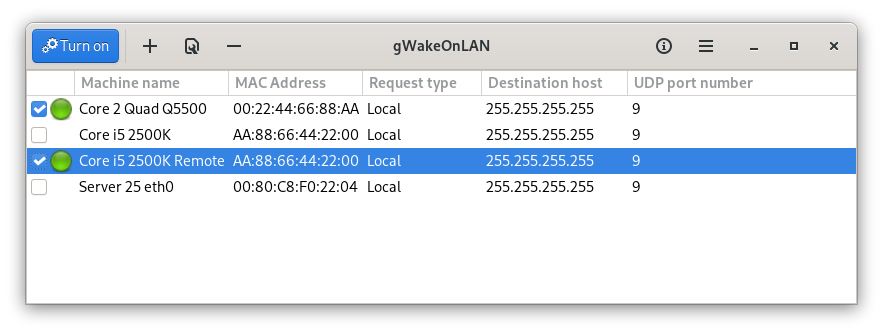 Turn on gWakeOnLAN
Machine name MAC Address Request type Destination host UDP port number
Core 2 Quad Q5500 00:22:44:66:88:AA Local 255.255.255.255 9
Core i5 2500K AA:88:66:44:22:00 Local 255.255.255.255 9
Core i5 2500K Remote AA:88:66:44:22:00 Local 255.255.255.255 9
Server 25 eth0 00:80:C8:F0:22:04 Local 255.255.255.255 9